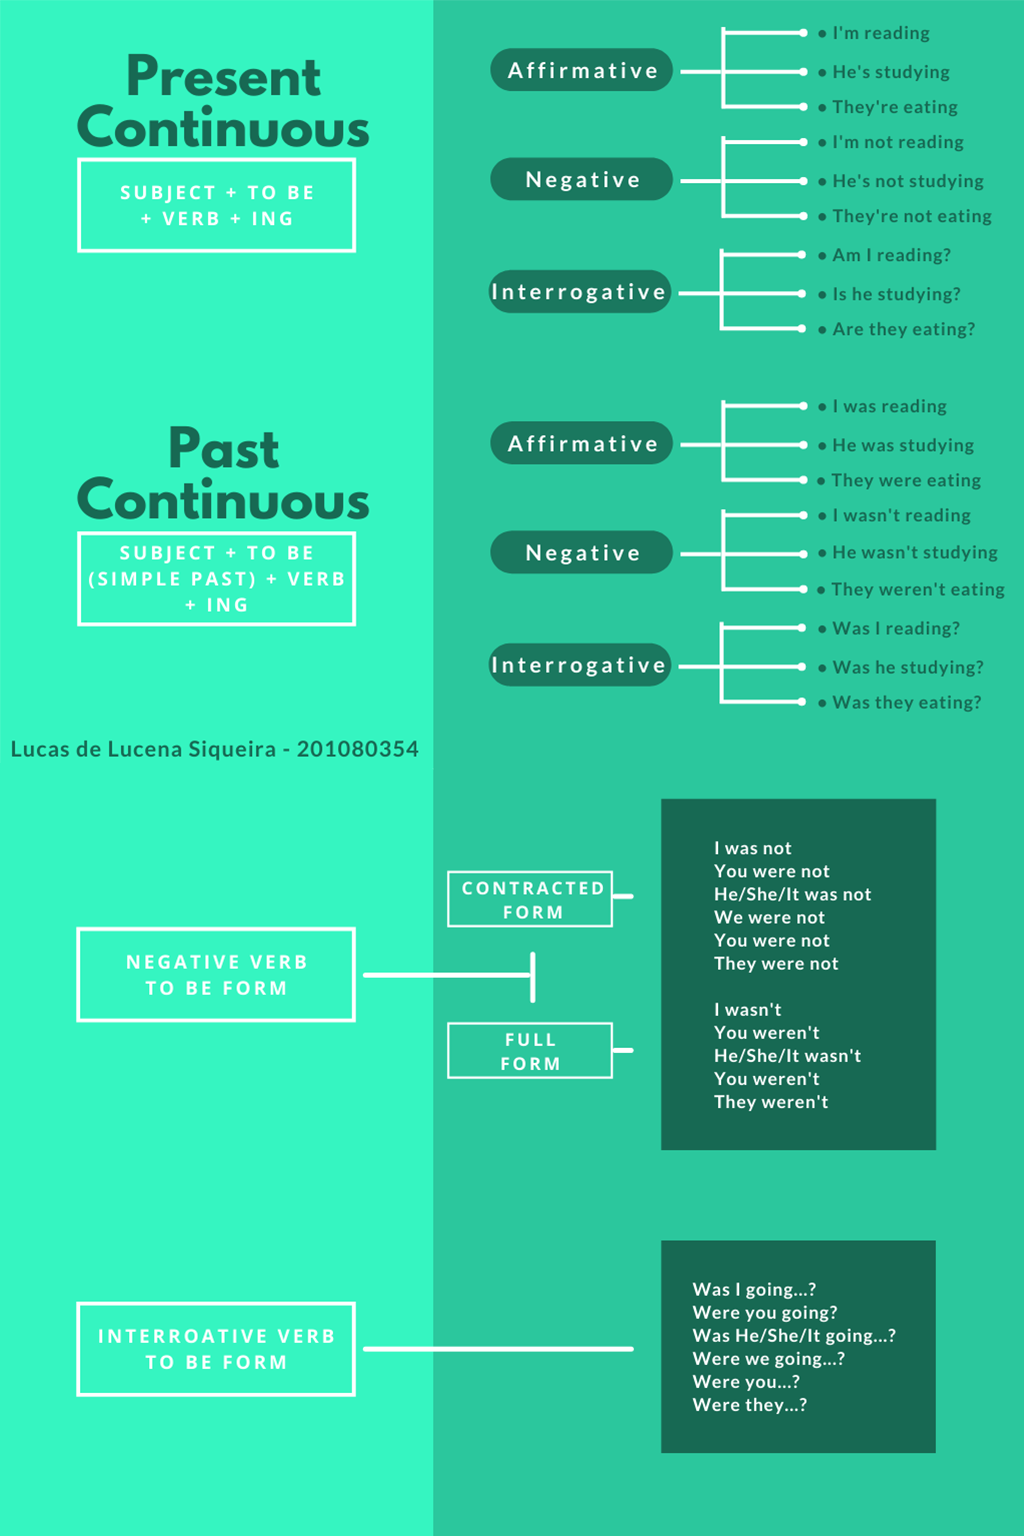 Present
Continuous
SUBJECT + TO BE
+ VERB + ING
Affirmative
• I'm reading
• He's studying
• They're eating
Negative
• I'm not reading
• He's not studying
• They're not eating
Interrogative
• Am I reading?
• Is he studying?
• Are they eating?
Past
Continuous
SUBJECT + TO BE
(SIMPLE PAST) + VERB
+ ING
Affirmative
• I was reading
• He was studying
• They were eating
Negative
• I wasn't reading
• He wasn't studying
• They weren't eating
Interrogative
• Was I reading?
• Was he studying?
• Was they eating?
Lucas de Lucena Siqueira - 201080354
NEGATIVE VERB
TO BE FORM
CONTRACTED
FORM
I was not
You were not
He/She/It was not
We were not
You were not
They were not
FULL
FORM
I wasn't
You weren't
He/She/It wasn't
You weren't
They weren't
INTERROATIVE VERB
TO BE FORM
Was I going...?
Were you going?
Was He/She/It going...?
Were we going...?
Were you...?
Were they...?